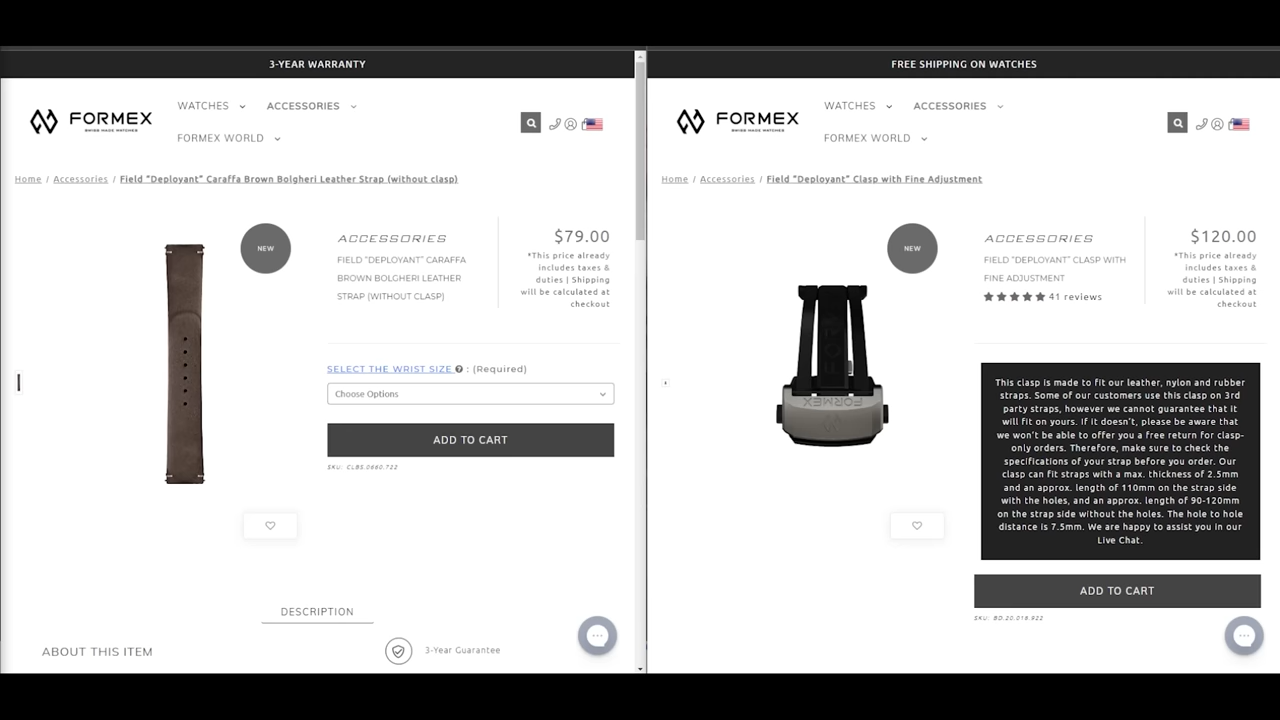 3-YEAR WARRANTY
FORMEX
SWISS MADE WATCHES
WATCHES
ACCESSORIES
FORMEX WORLD
Home / Accessories / Field "Deployant" Caraffa Brown Bolgheri Leather Strap (without clasp)
NEW
ACCESSORIES
FIELD "DEPLOYANT" CARAFFA
BROWN BOLGHERI LEATHER
STRAP (WITHOUT CLASP)
$79.00
*This price already
includes taxes &
duties | Shipping
will be calculated at
checkout
SELECT THE WRIST SIZE ? : (Required)
Choose Options
ADD TO CART
SKU: CLBS.0660.722
DESCRIPTION
ABOUT THIS ITEM
3-Year Guarantee
FREE SHIPPING ON WATCHES
FORMEX
SWISS MADE WATCHES
WATCHES
ACCESSORIES
FORMEX WORLD
Home / Accessories / Field "Deployant" Clasp with Fine Adjustment
NEW
FORMEX
ACCESSORIES
FIELD "DEPLOYANT" CLASP WITH
FINE ADJUSTMENT
41 reviews
$120.00
*This price already
includes taxes &
duties | Shipping
will be calculated at
checkout
This clasp is made to fit our leather, nylon and rubber
straps. Some of our customers use this clasp on 3rd
party straps, however we cannot guarantee that it
will fit on yours. If it doesn't, please be aware that
we won't be able to offer you a free return for clasp-
only orders. Therefore, make sure to check the
specifications of your strap before you order. Our
clasp can fit straps with a max. thickness of 2.5mm
and an approx. length of 110mm on the strap side
with the holes, and an approx. length of 90-120mm
on the strap side without the holes. The hole to hole
distance is 7.5mm. We are happy to assist you in our
Live Chat.
ADD TO CART
SKU: BD.20.018.922